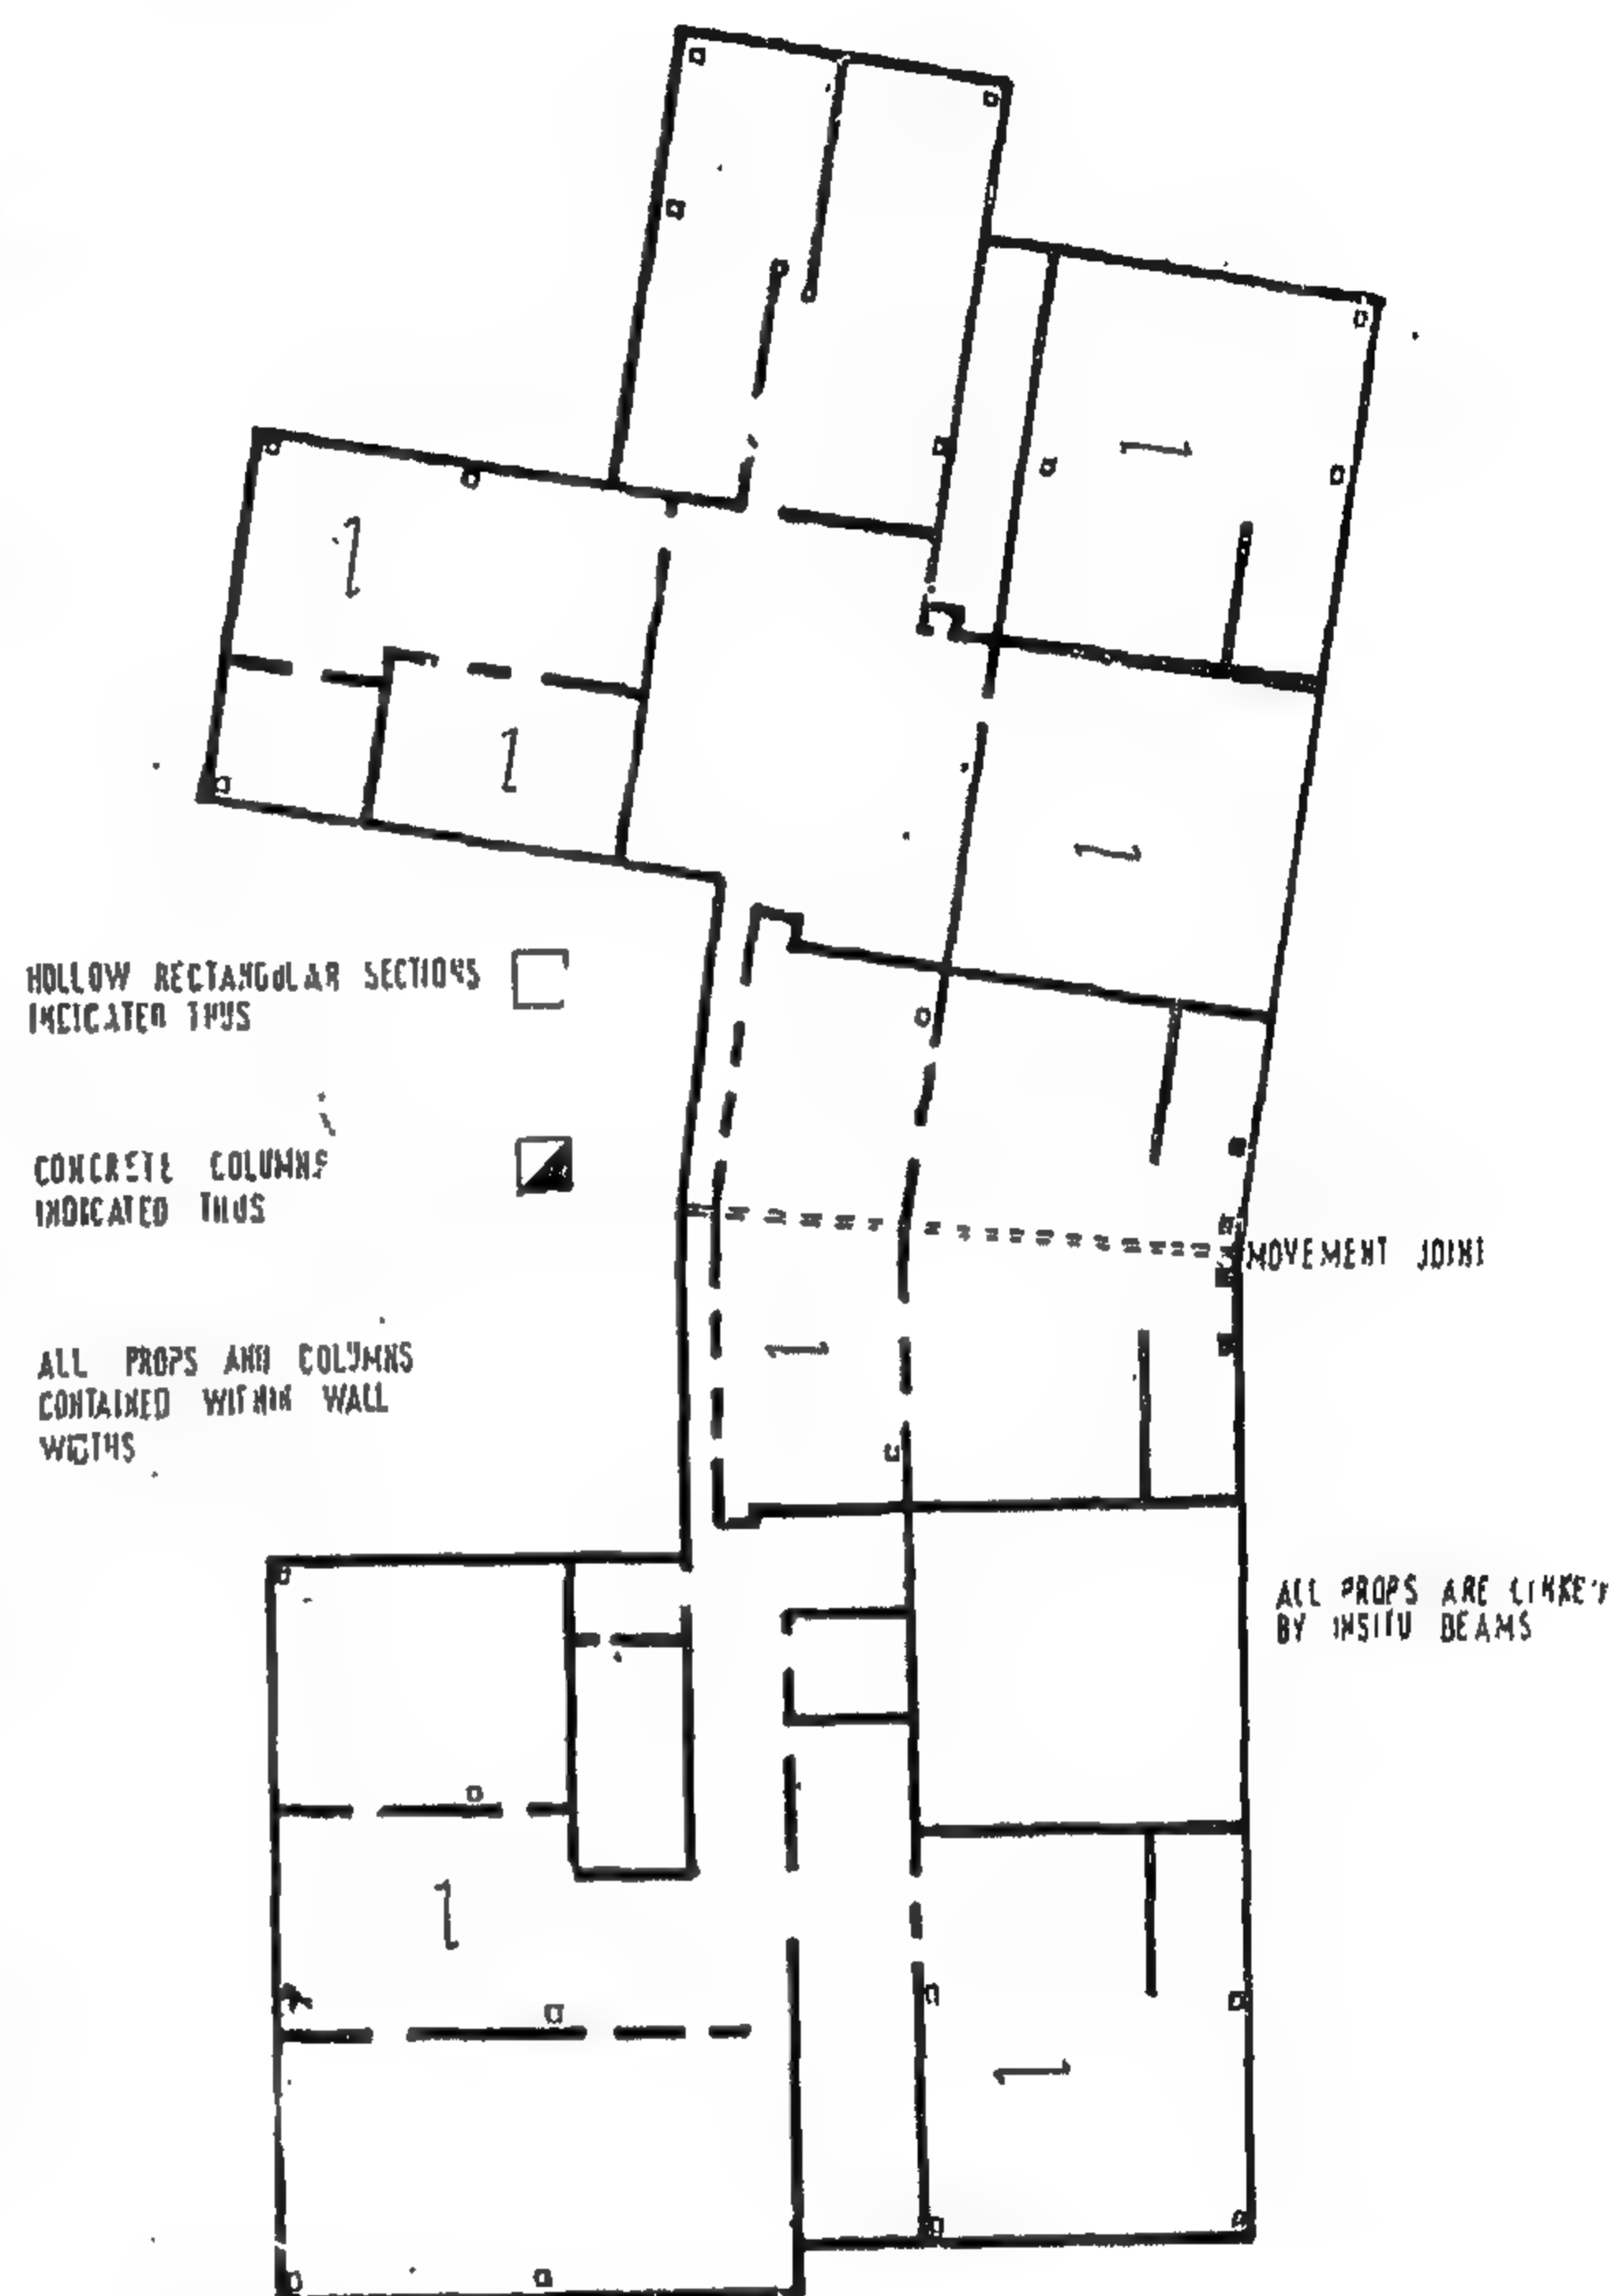 HOLLOW RECTANGULAR SECTIONS
INDICATED THUS
CONCRETE COLUMNS
INDICATED THUS
MOVEMENT JOINT
ALL PROPS AND COLUMNS
CONTAINED WITHIN WALL
WIDTHS
ALL PROPS ARE LINKED
BY INSITU BEAMS